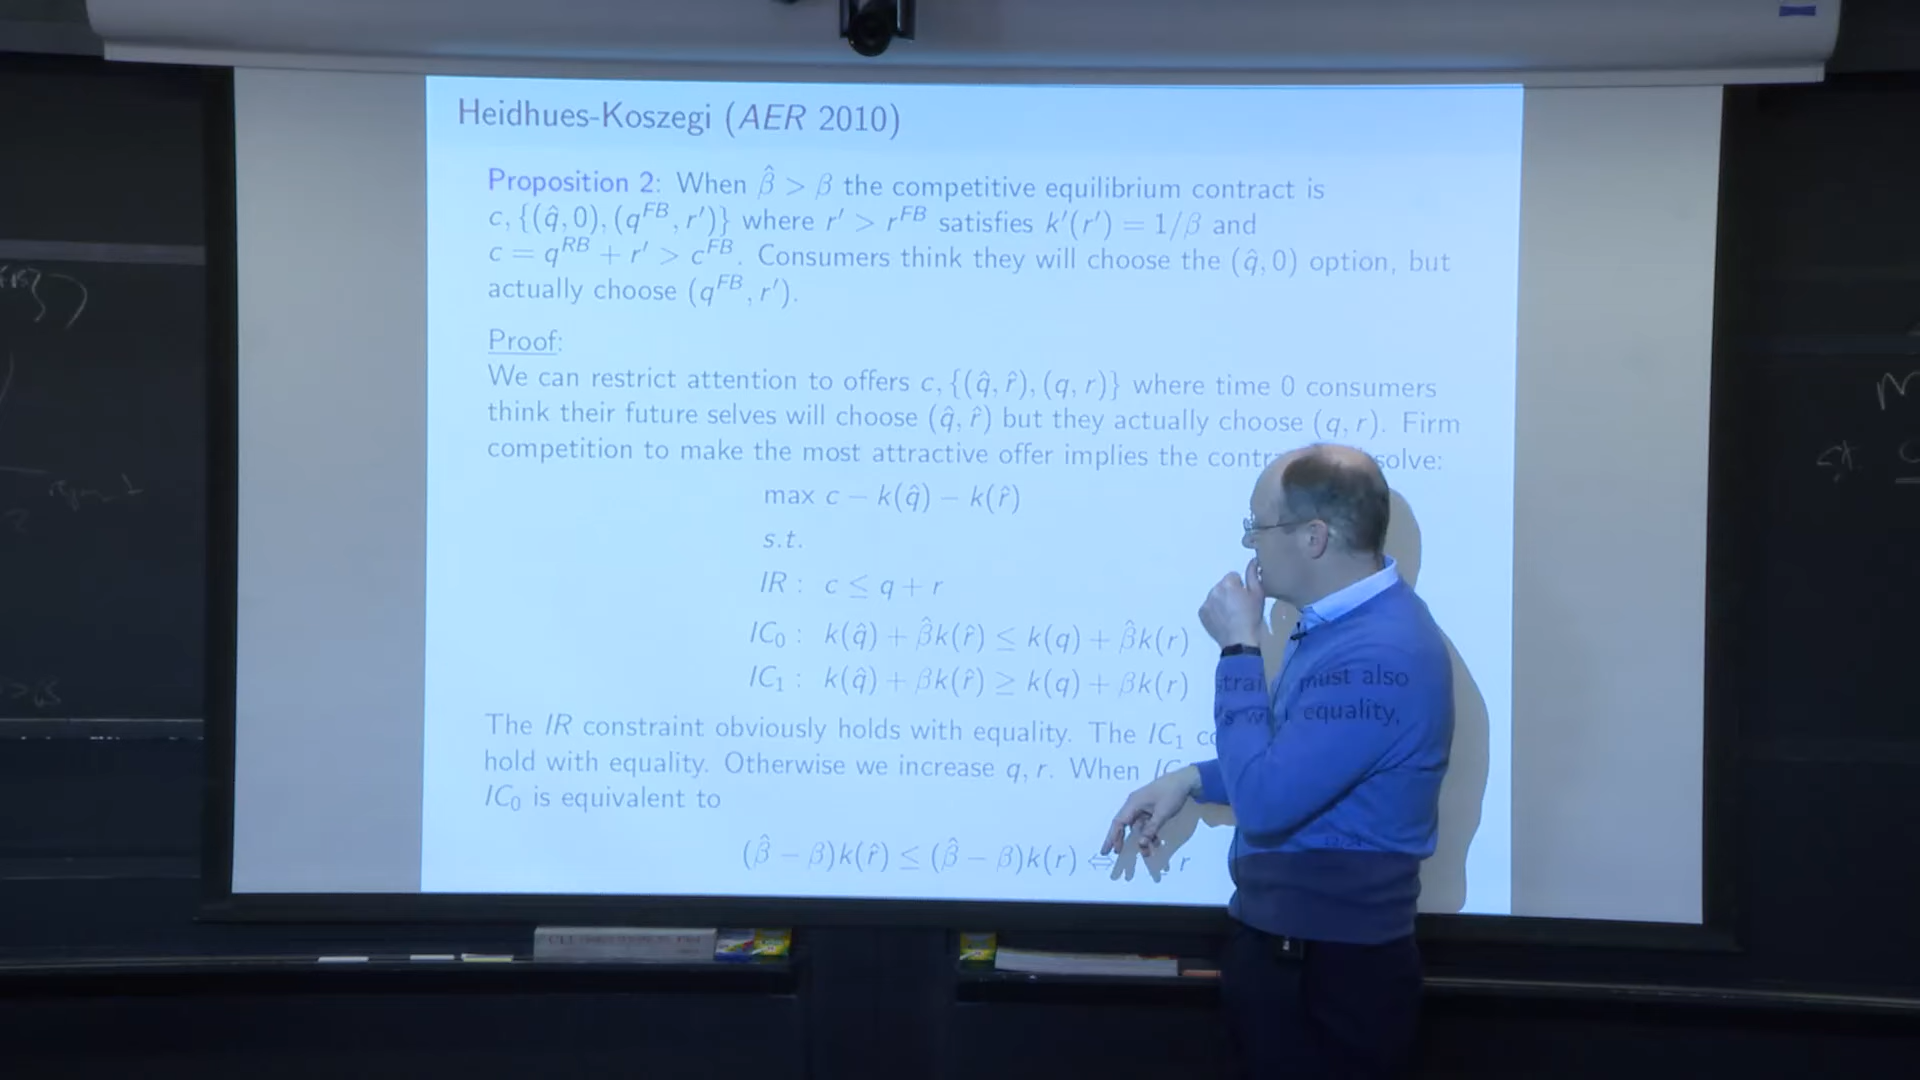 Heidhues-Koszegi (AER 2010)
Proposition 2: When β̂ > β the competitive equilibrium contract is
c, {(q̂, 0), (q^FB, r′)} where r′ > r^FB satisfies k′(r′) = 1/β and
c = q^RB + r′ > c^FB. Consumers think they will choose the (q̂, 0) option, but
actually choose (q^FB, r′).
Proof:
We can restrict attention to offers c, {(q̂, r̂), (q, r)} where time 0 consumers
think their future selves will choose (q̂, r̂) but they actually choose (q, r). Firm
competition to make the most attractive offer implies the solve:
max c − k(q̂) − k(r̂)
s.t.
IR : c ≤ q + r
IC₀ : k(q̂) + β̂k(r̂) ≤ k(q) + β̂k(r)
IC₁ : k(q̂) + βk(r̂) ≥ k(q) + βk(r)
The IR constraint obviously holds with equality. The IC₁ must also
hold with equality. Otherwise we increase q, r. When equality,
IC₀ is equivalent to
(β̂ − β)k(r̂) ≤ (β̂ − β)k(r) ⇔ r